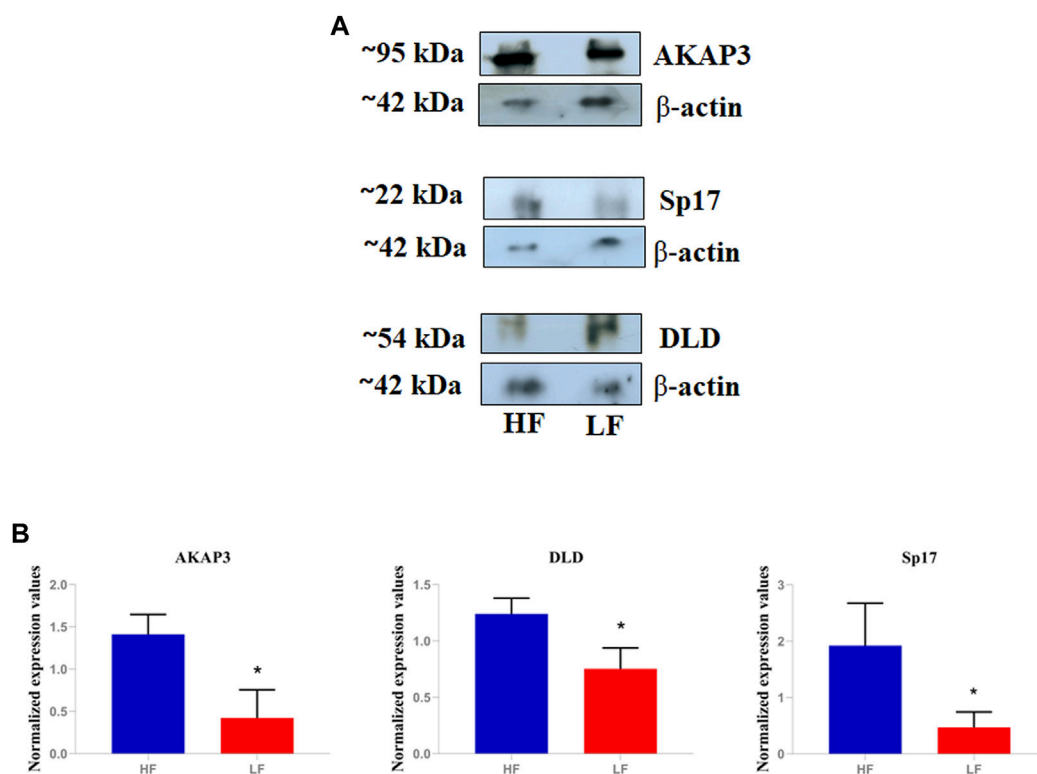 A
~95 kDa AKAP3
~42 kDa β-actin
~22 kDa Sp17
~42 kDa β-actin
~54 kDa DLD
~42 kDa β-actin
HF LF
B
AKAP3
Normalized expression values
2.0
1.5
1.0
0.5
0.0
*
HF LF
DLD
Normalized expression values
1.5
1.0
0.5
0.0
*
HF LF
Sp17
Normalized expression values
3
2
1
0
*
HF LF